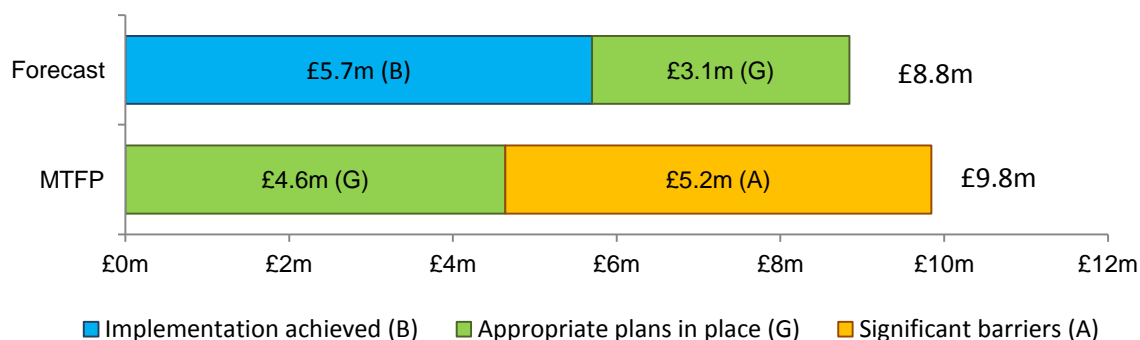 Forecast £5.7m (B) £3.1m (G) £8.8m
MTFP £4.6m (G) £5.2m (A) £9.8m
£0m £2m £4m £6m £8m £10m £12m
Implementation achieved (B) Appropriate plans in place (G) Significant barriers (A)